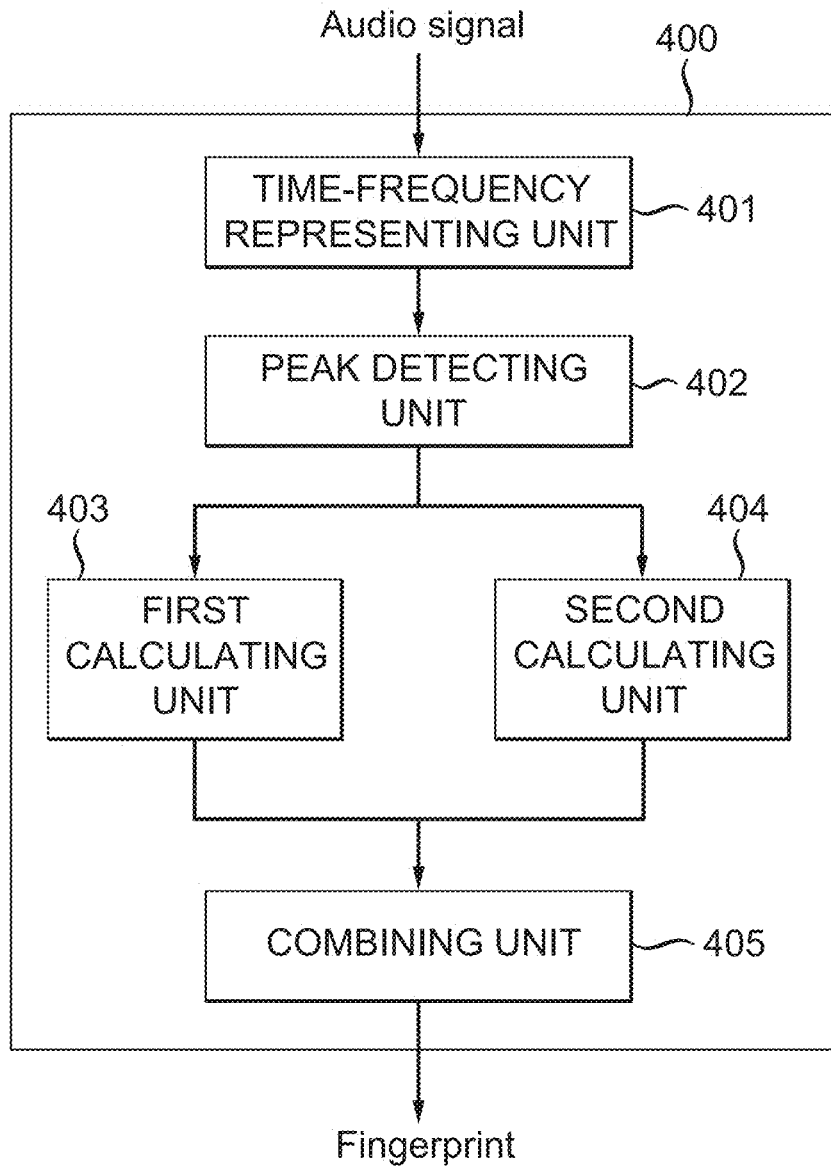 Audio signal
400
TIME-FREQUENCY
REPRESENTING UNIT
401
PEAK DETECTING
UNIT
402
403
404
FIRST
CALCULATING
UNIT
SECOND
CALCULATING
UNIT
COMBINING UNIT
405
Fingerprint